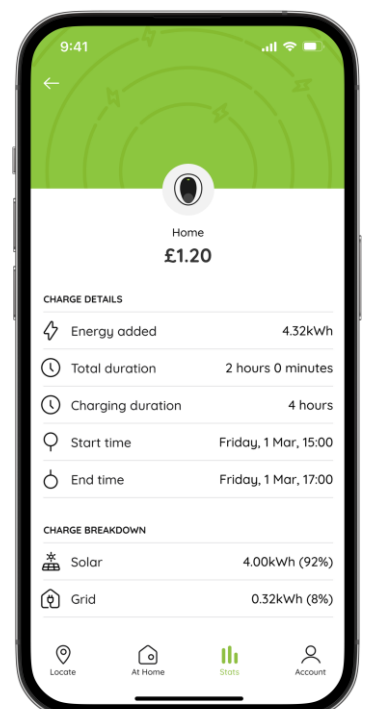 9:41
Home
£1.20
CHARGE DETAILS
Energy added 4.32kWh
Total duration 2 hours 0 minutes
Charging duration 4 hours
Start time Friday, 1 Mar, 15:00
End time Friday, 1 Mar, 17:00
CHARGE BREAKDOWN
Solar 4.00kWh (92%)
Grid 0.32kWh (8%)
Locate At Home Stats Account